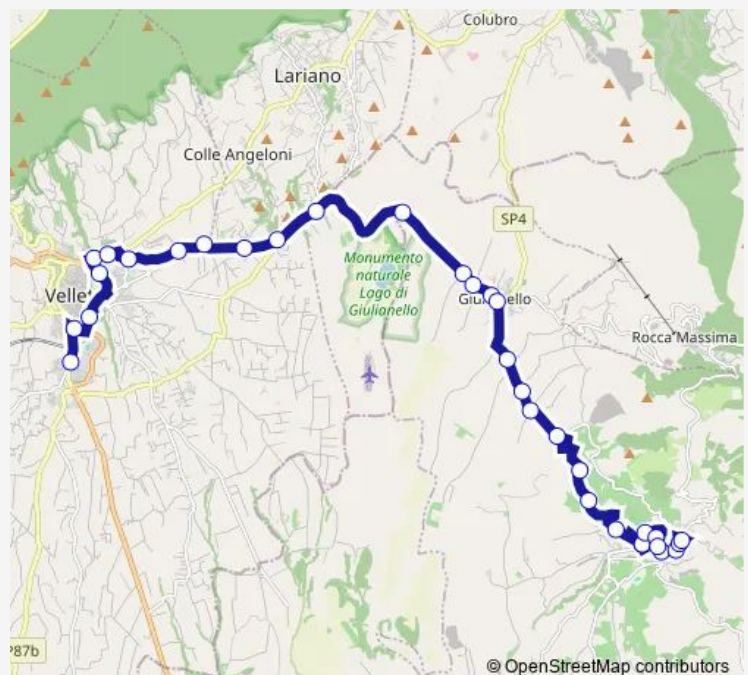 Colubro
Lariano
Colle Angeloni
SP4
Monumento
naturale
Lago di
Giulianello
Rocca Massima
P87b
© OpenStreetMap contributors